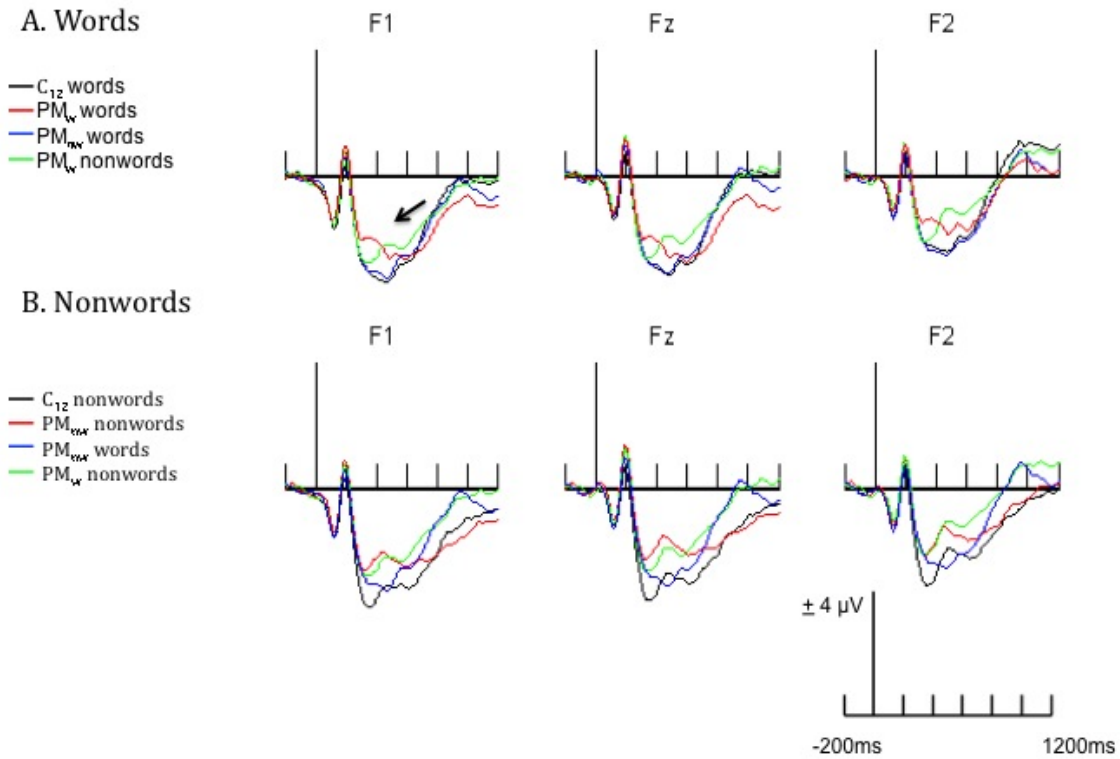 A. Words
F1 Fz F2
C12 words
PMw words
PMnw words
PMw nonwords
B. Nonwords
F1 Fz F2
C12 nonwords
PMnw nonwords
PMnw words
PMw nonwords
± 4 µV
-200ms 1200ms